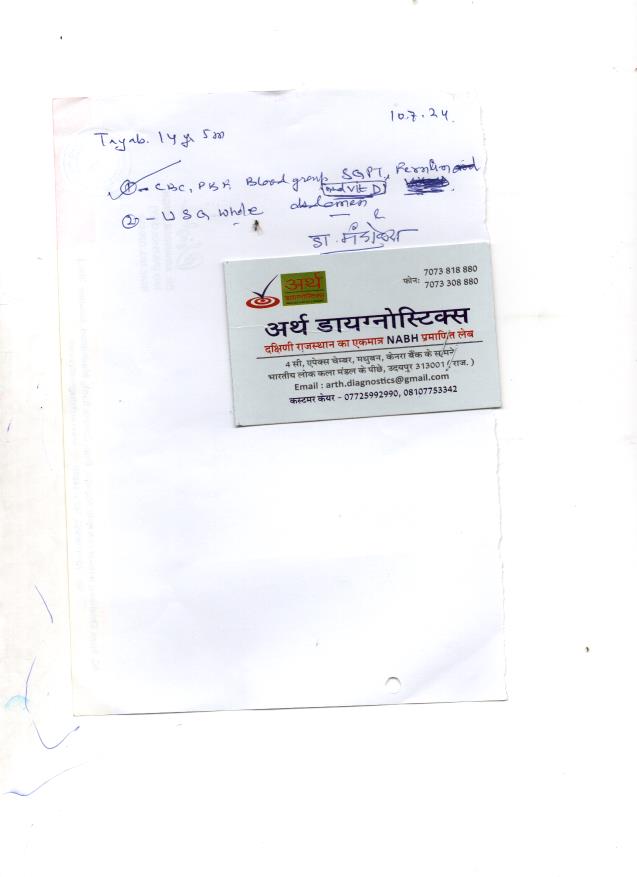 10.7.24.
Tayab. 14 yr 5m
① - CBC, PBF, Blood group SGPT, Ferritin and
and Vit D
② - USG whole abdomen
डा.
अर्थ
डायग्नोस्टिक्स
फोन: 7073 818 880
7073 308 880
अर्थ डायग्नोस्टिक्स
दक्षिणी राजस्थान का एकमात्र NABH प्रमाणित लेब
4 सी, एपेक्स चेम्बर, मधुबन, केनरा बैंक के सामने
भारतीय लोक कला मंडल के पीछे, उदयपुर 313001 (राज. )
Email : arth.diagnostics@gmail.com
कस्टमर केयर - 07725992990, 08107753342